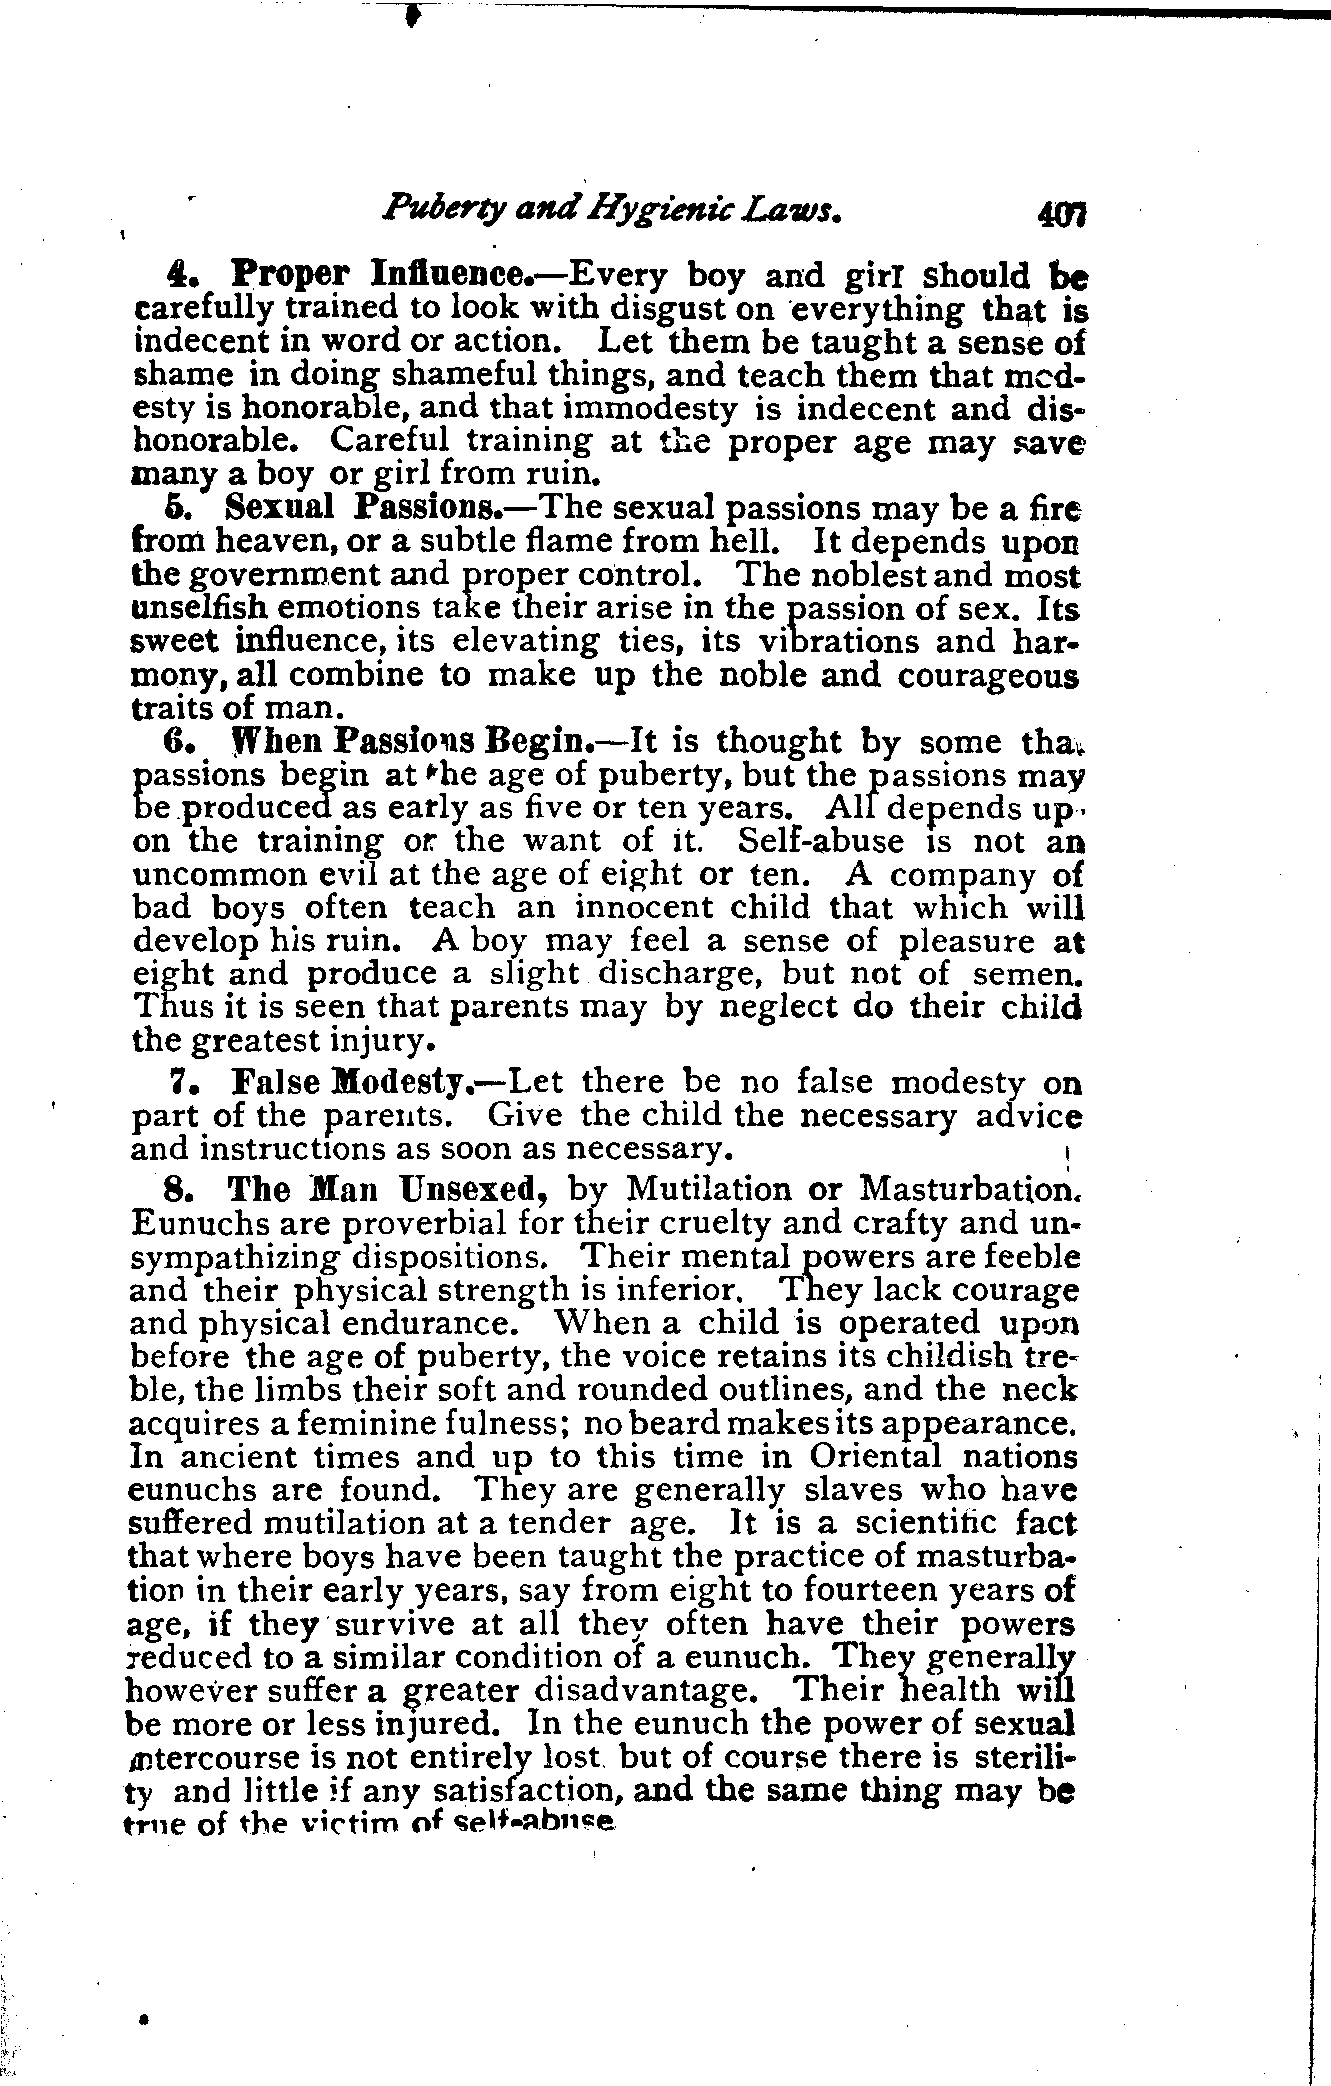 Puberty and Hygienic Laws. 407
4. Proper Influence.—Every boy and girl should be
carefully trained to look with disgust on everything that is
indecent in word or action. Let them be taught a sense of
shame in doing shameful things, and teach them that mod-
esty is honorable, and that immodesty is indecent and dis-
honorable. Careful training at the proper age may save
many a boy or girl from ruin.
5. Sexual Passions.—The sexual passions may be a fire
from heaven, or a subtle flame from hell. It depends upon
the government and proper control. The noblest and most
unselfish emotions take their arise in the passion of sex. Its
sweet influence, its elevating ties, its vibrations and har-
mony, all combine to make up the noble and courageous
traits of man.
6. When Passions Begin.—It is thought by some that
passions begin at the age of puberty, but the passions may
be produced as early as five or ten years. All depends up-
on the training or the want of it. Self-abuse is not an
uncommon evil at the age of eight or ten. A company of
bad boys often teach an innocent child that which will
develop his ruin. A boy may feel a sense of pleasure at
eight and produce a slight discharge, but not of semen.
Thus it is seen that parents may by neglect do their child
the greatest injury.
7. False Modesty.—Let there be no false modesty on
part of the parents. Give the child the necessary advice
and instructions as soon as necessary.
8. The Man Unsexed, by Mutilation or Masturbation.
Eunuchs are proverbial for their cruelty and crafty and un-
sympathizing dispositions. Their mental powers are feeble
and their physical strength is inferior. They lack courage
and physical endurance. When a child is operated upon
before the age of puberty, the voice retains its childish tre-
ble, the limbs their soft and rounded outlines, and the neck
acquires a feminine fulness; no beard makes its appearance.
In ancient times and up to this time in Oriental nations
eunuchs are found. They are generally slaves who have
suffered mutilation at a tender age. It is a scientific fact
that where boys have been taught the practice of masturba-
tion in their early years, say from eight to fourteen years of
age, if they survive at all they often have their powers
reduced to a similar condition of a eunuch. They generally
however suffer a greater disadvantage. Their health will
be more or less injured. In the eunuch the power of sexual
intercourse is not entirely lost, but of course there is sterili-
ty and little if any satisfaction, and the same thing may be
true of the victim of self-abuse